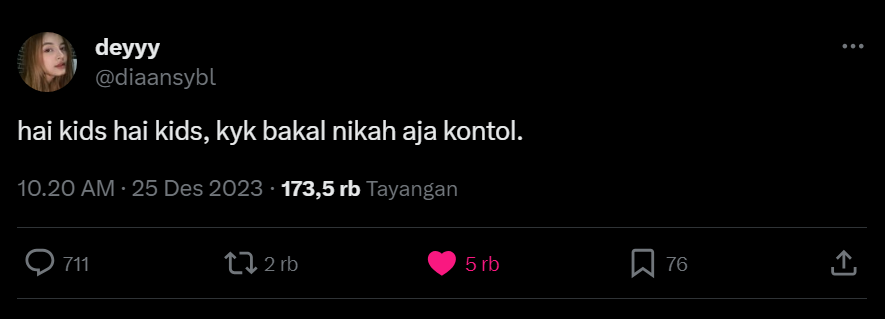 deyyy
@diaansybl
hai kids hai kids, kyk bakal nikah aja kontol.
10.20 AM · 25 Des 2023 · 173,5 rb Tayangan
711 2 rb 5 rb 76